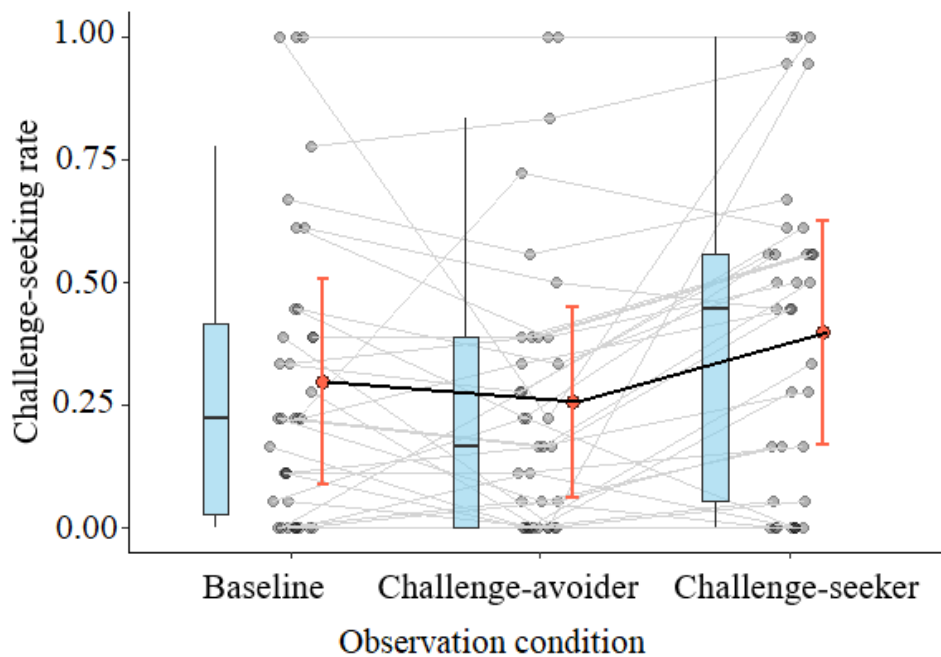 1.00
0.75
0.50
0.25
0.00
Challenge-seeking rate
Baseline Challenge-avoider Challenge-seeker
Observation condition